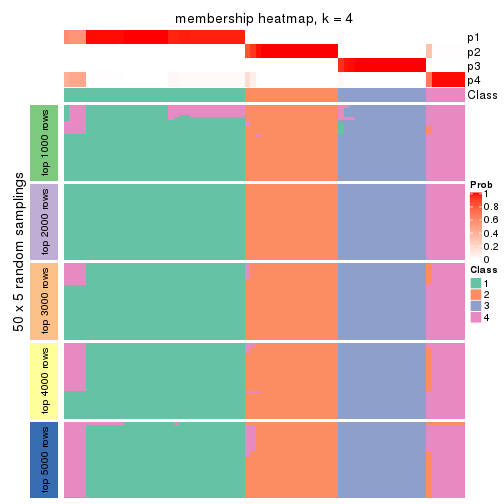 membership heatmap, k = 4
p1
p2
p3
p4
Class
50 x 5 random samplings
top 1000 rows
top 2000 rows
top 3000 rows
top 4000 rows
top 5000 rows
Prob
1
0.8
0.6
0.4
0.2
0
Class
1
2
3
4